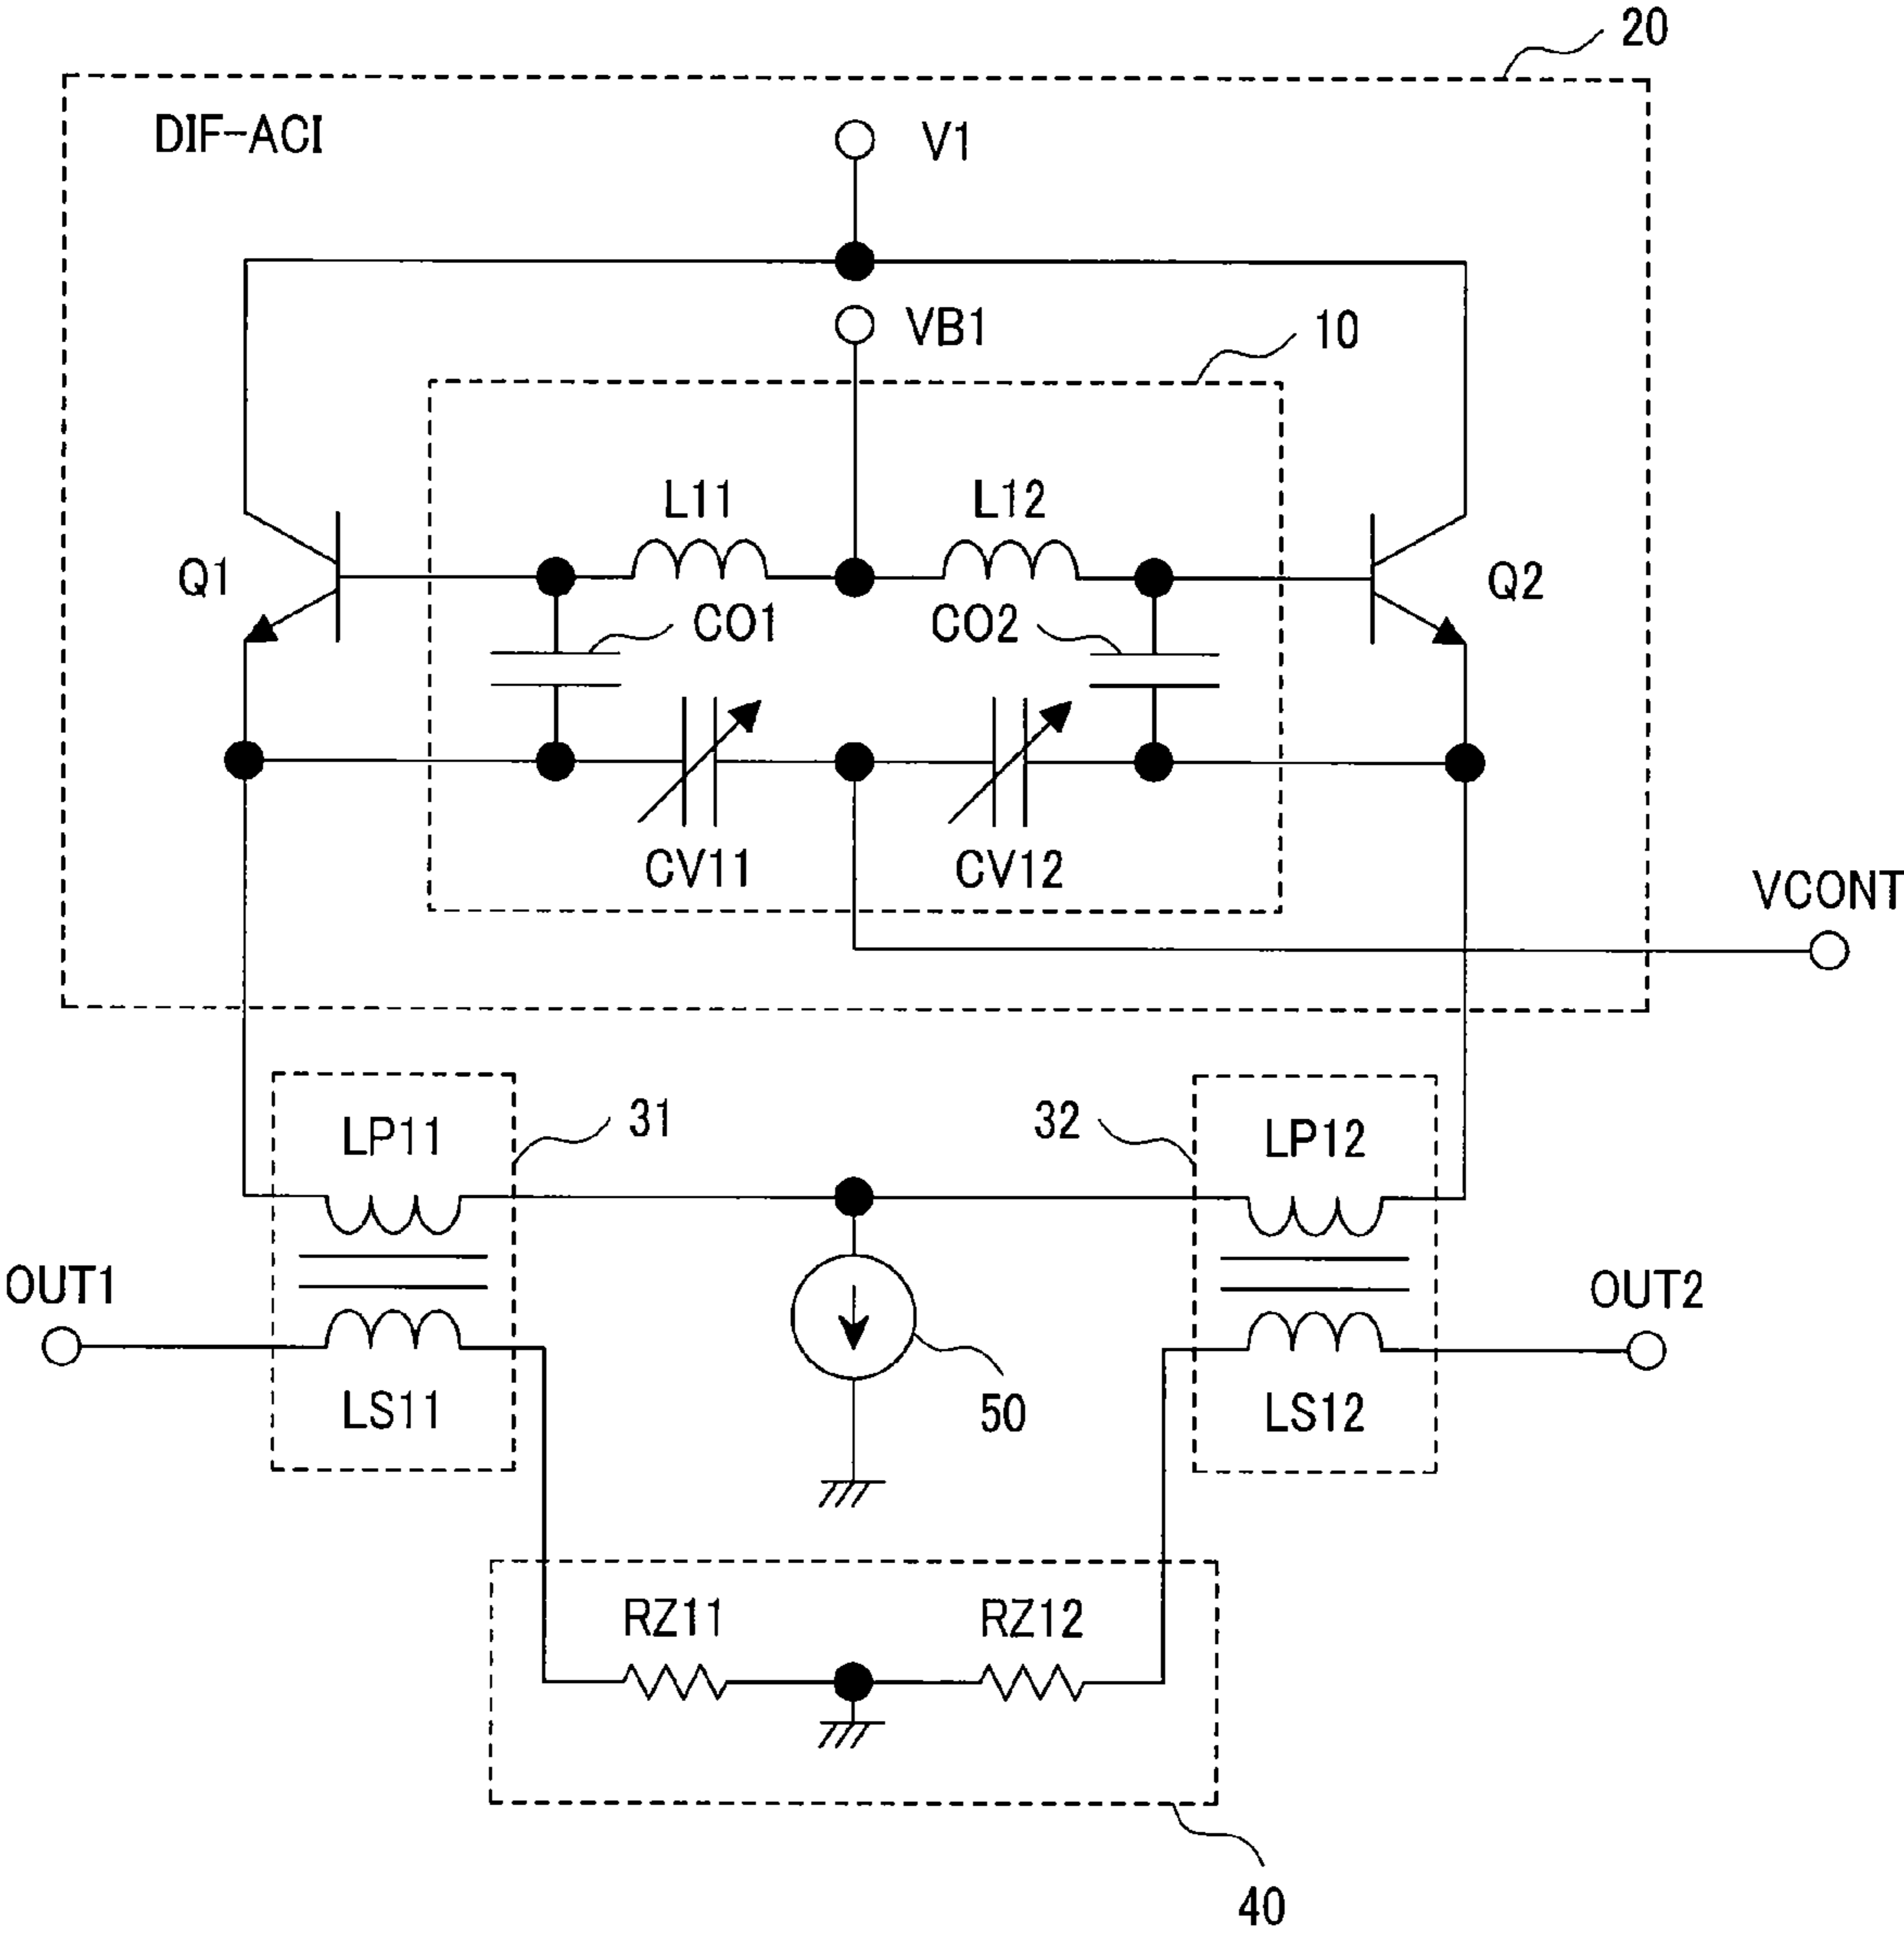 20
DIF-ACI
V1
VB1
10
L11
L12
Q1
Q2
CO1
CO2
CV11
CV12
VCONT
LP11
31
32
LP12
OUT1
OUT2
LS11
50
LS12
RZ11
RZ12
40